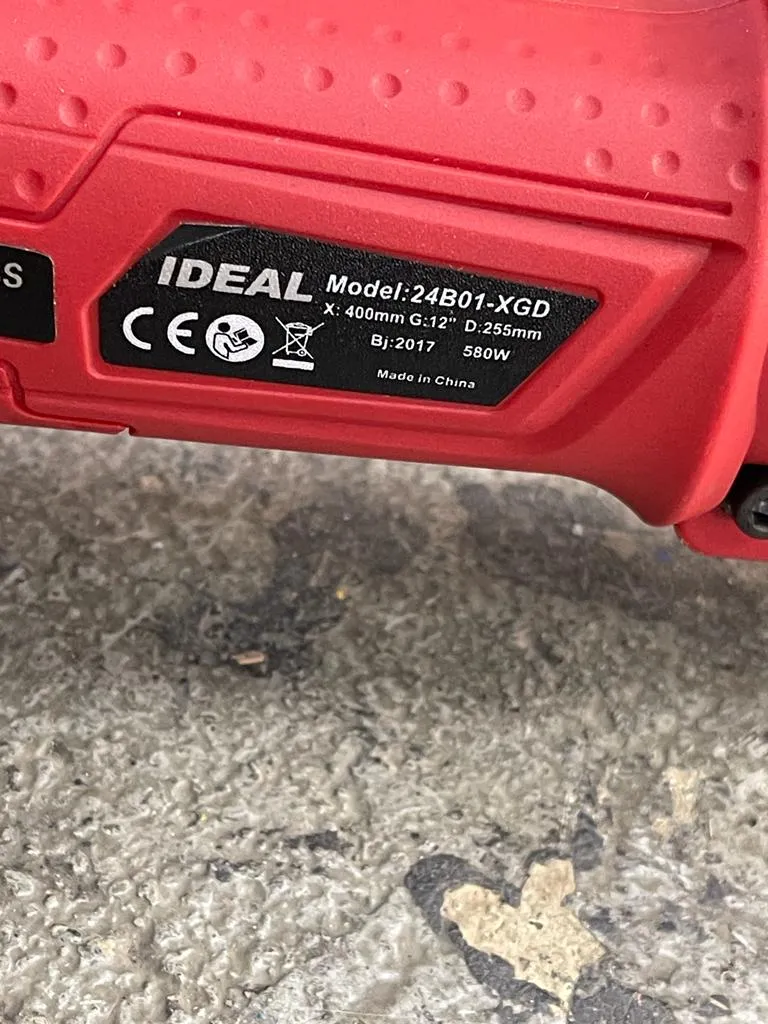 S
IDEAL Model:24B01-XGD
X: 400mm G:12" D:255mm
CE Bj:2017 580W
Made in China